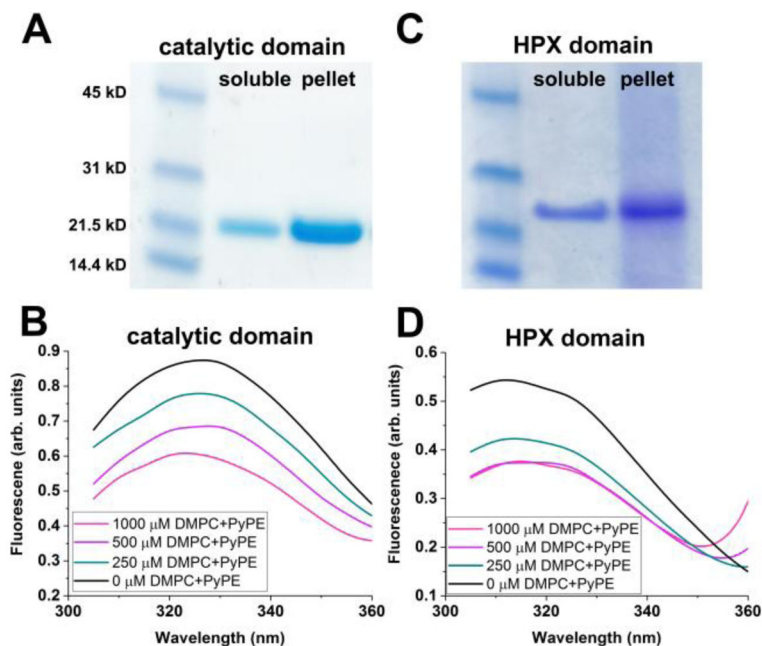 A
catalytic domain
soluble pellet
45 kD
31 kD
21.5 kD
14.4 kD
C
HPX domain
soluble pellet
B
catalytic domain
Fluorescene (arb. units)
0.9
0.8
0.7
0.6
0.5
0.4
0.3
0.2
1000 μM DMPC+PyPE
500 μM DMPC+PyPE
250 μM DMPC+PyPE
0 μM DMPC+PyPE
300 320 340 360
Wavelength (nm)
D
HPX domain
Fluorescenece (arb. units)
0.6
0.5
0.4
0.3
0.2
0.1
1000 μM DMPC+PyPE
500 μM DMPC+PyPE
250 μM DMPC+PyPE
0 μM DMPC+PyPE
300 320 340 360
Wavelength (nm)